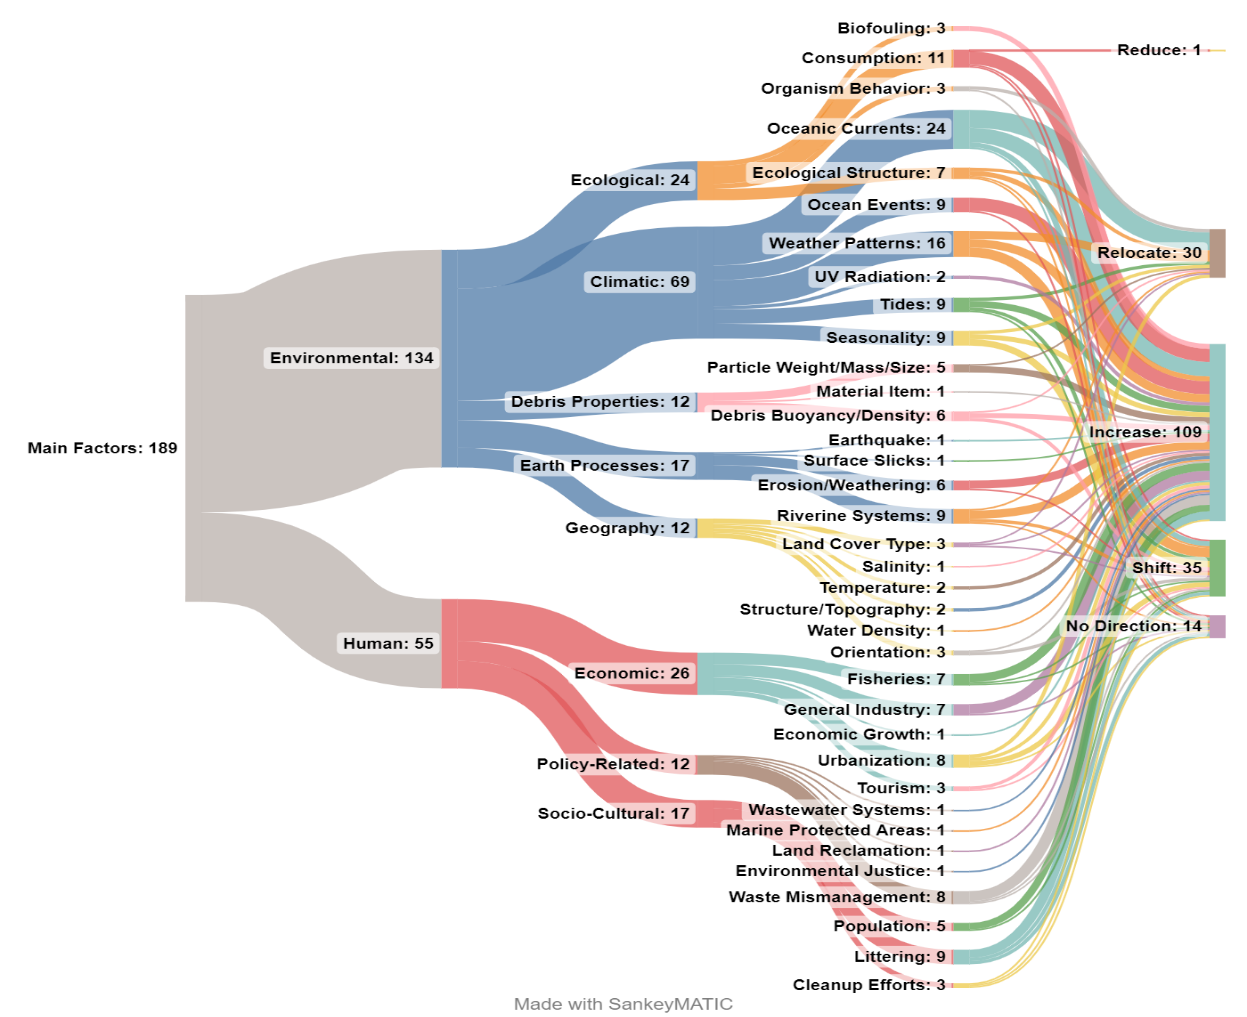 Main Factors: 189
Environmental: 134
Human: 55
Ecological: 24
Climatic: 69
Debris Properties: 12
Earth Processes: 17
Geography: 12
Economic: 26
Policy-Related: 12
Socio-Cultural: 17
Biofouling: 3
Consumption: 11
Organism Behavior: 3
Oceanic Currents: 24
Ecological Structure: 7
Ocean Events: 9
Weather Patterns: 16
UV Radiation: 2
Tides: 9
Seasonality: 9
Particle Weight/Mass/Size: 5
Material Item: 1
Debris Buoyancy/Density: 6
Earthquake: 1
Surface Slicks: 1
Erosion/Weathering: 6
Riverine Systems: 9
Land Cover Type: 3
Salinity: 1
Temperature: 2
Structure/Topography: 2
Water Density: 1
Orientation: 3
Fisheries: 7
General Industry: 7
Economic Growth: 1
Urbanization: 8
Tourism: 3
Wastewater Systems: 1
Marine Protected Areas: 1
Land Reclamation: 1
Environmental Justice: 1
Waste Mismanagement: 8
Population: 5
Littering: 9
Cleanup Efforts: 3
Reduce: 1
Relocate: 30
Increase: 109
Shift: 35
No Direction: 14
Made with SankeyMATIC